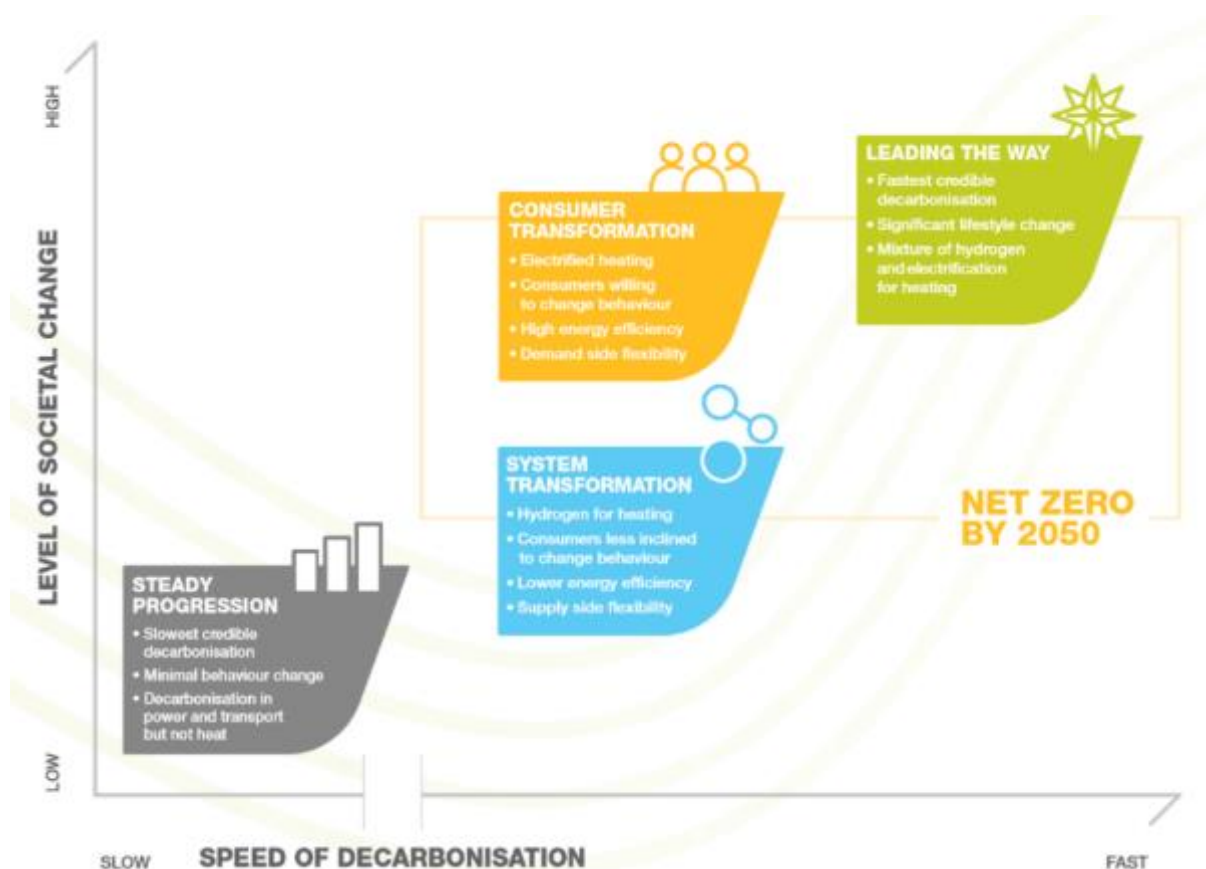 HIGH
LEVEL OF SOCIETAL CHANGE
LOW
LEADING THE WAY
• Fastest credible
decarbonisation
• Significant lifestyle change
• Mixture of hydrogen
and electrification
for heating
CONSUMER
TRANSFORMATION
• Electrified heating
• Consumers willing
to change behaviour
• High energy efficiency
• Demand side flexibility
SYSTEM
TRANSFORMATION
• Hydrogen for heating
• Consumers less inclined
to change behaviour
• Lower energy efficiency
• Supply side flexibility
NET ZERO
BY 2050
STEADY
PROGRESSION
• Slowest credible
decarbonisation
• Minimal behaviour change
• Decarbonisation in
power and transport
but not heat
SLOW
SPEED OF DECARBONISATION
FAST